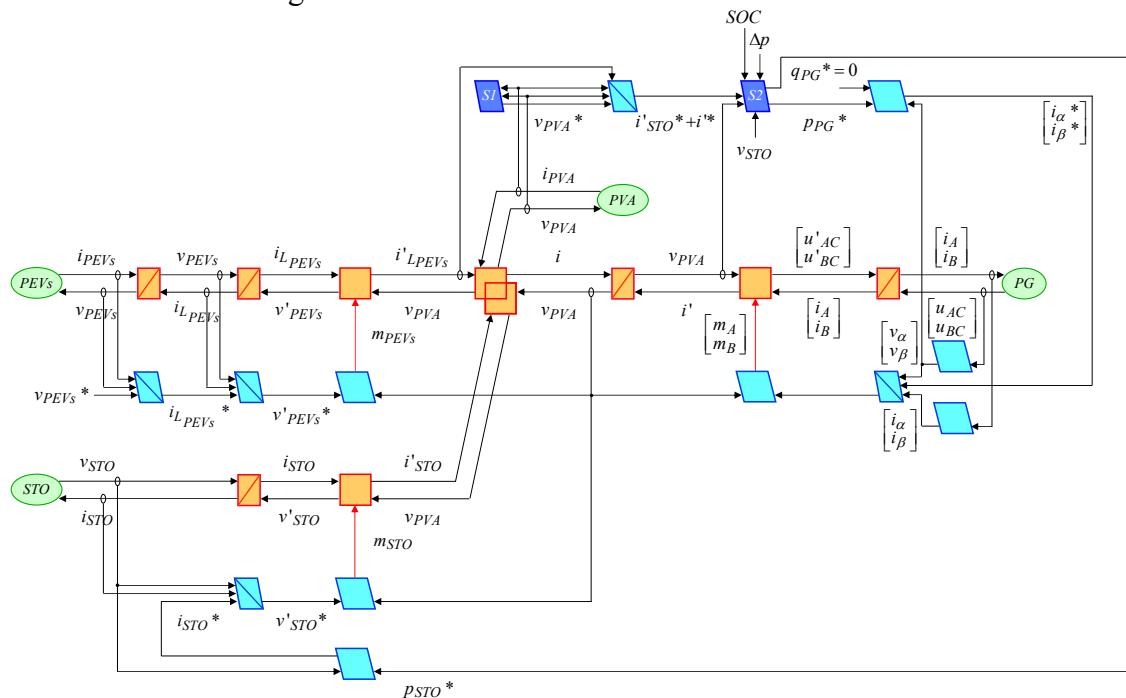 g
SOC
Δp
q_PG*=0
S1
S2
v_PVA*
i'_STO*+i'*
p_PG*
[i_α*
i_β*]
v_STO
i_PVA
PVA
v_PVA
i_PEVs
v_PEVs
i_L_PEVs
i'_L_PEVs
i
v_PVA
[u'_AC
u'_BC]
[i_A
i_B]
PEVs
PG
v_PEVs
i_L_PEVs
v'_PEVs
v_PVA
v_PVA
i'
[i_A
i_B]
[u_AC
u_BC]
m_PEVs
[m_A
m_B]
[v_α
v_β]
v_PEVs*
i_L_PEVs*
v'_PEVs*
[i_α
i_β]
v_STO
i_STO
i'_STO
STO
i_STO
v'_STO
v_PVA
m_STO
i_STO*
v'_STO*
p_STO*